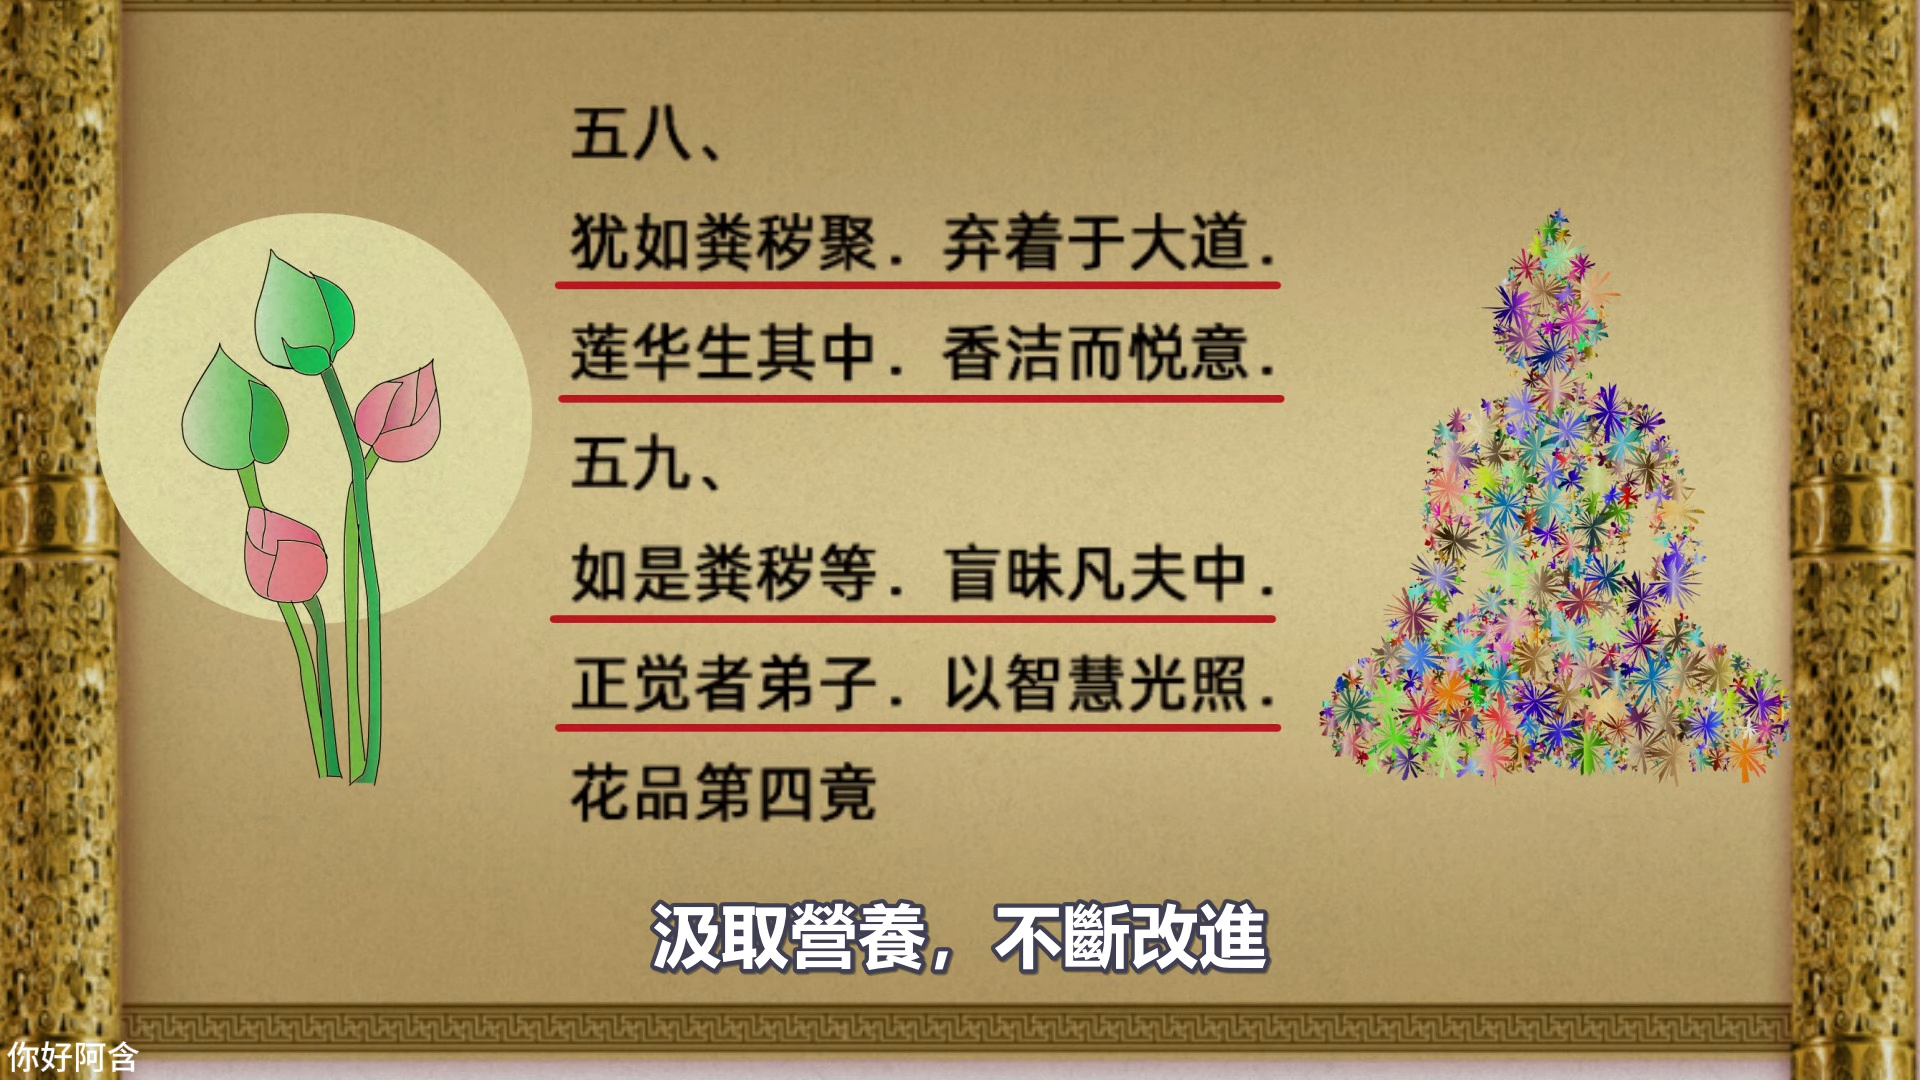 五八、
犹如粪秽聚．弃着于大道．
莲华生其中．香洁而悦意．
五九、
如是粪秽等．盲昧凡夫中．
正觉者弟子．以智慧光照．
花品第四竟
汲取營養，不斷改進
你好阿含